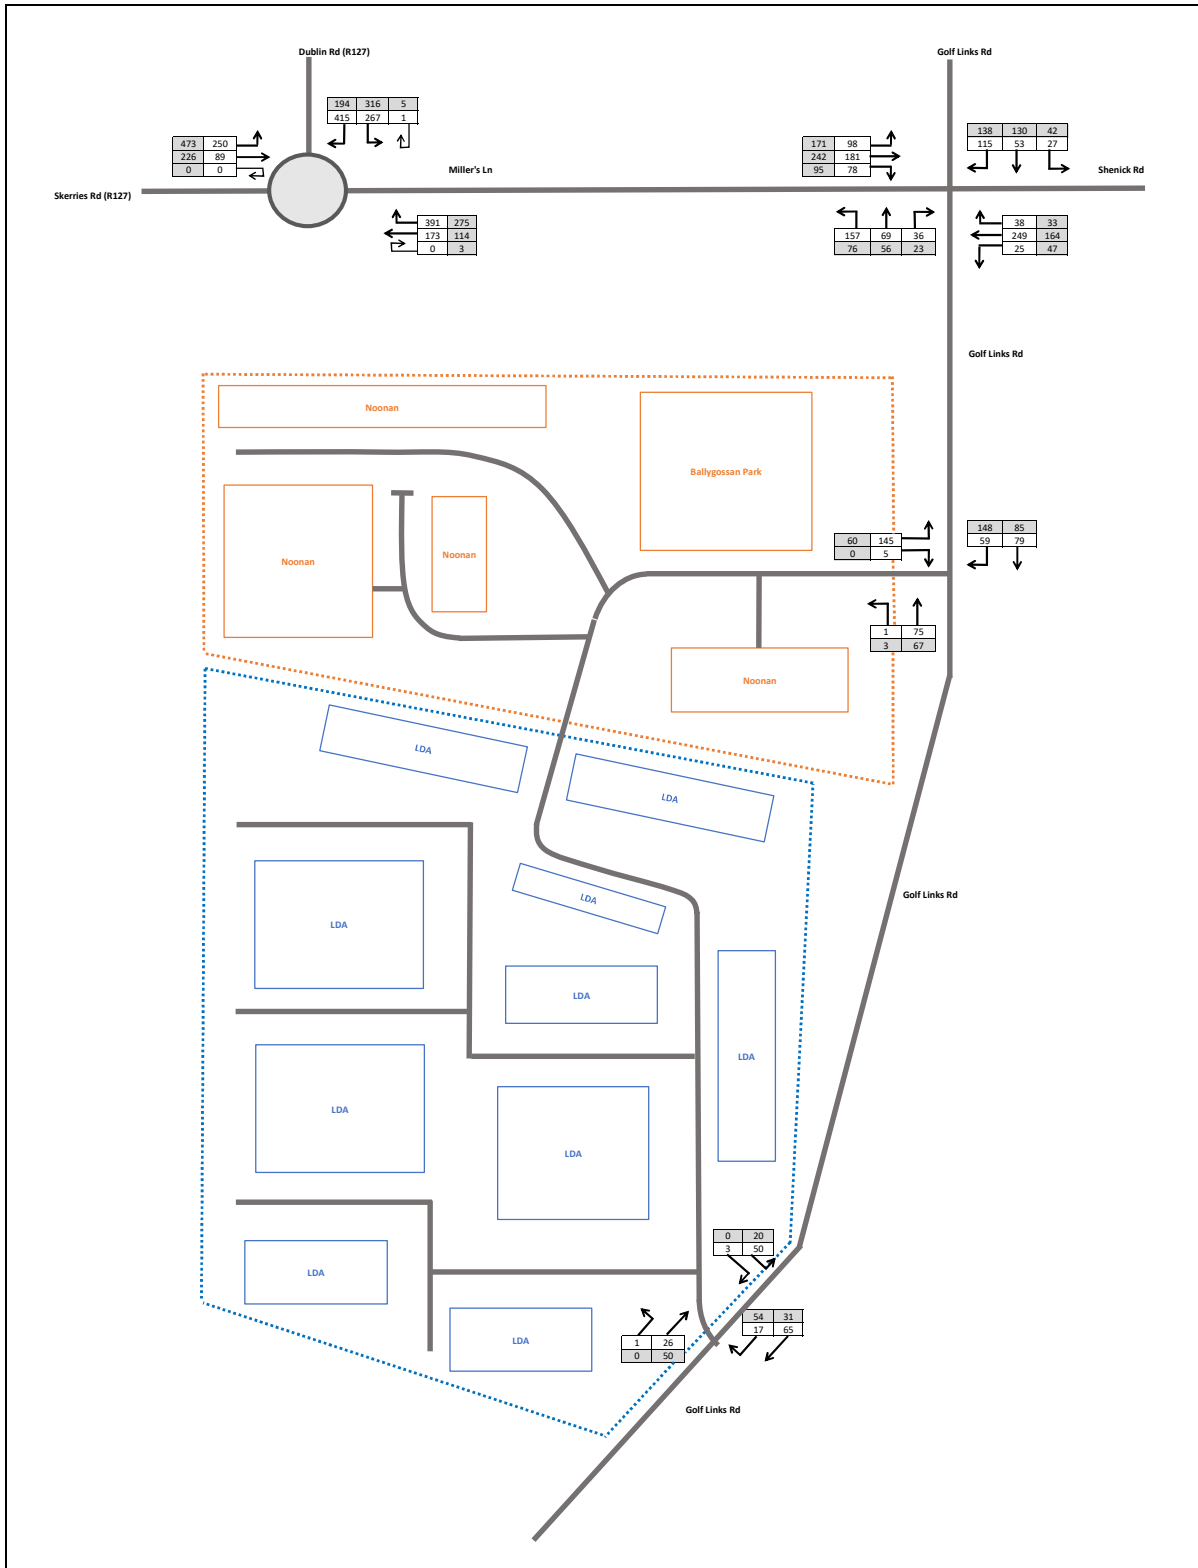 Dublin Rd (R127)
Golf Links Rd
194 316 5
415 267 1
473 250
226 89
0 0
171 98
242 181
95 78
138 130 42
115 53 27
Miller's Ln
Shenick Rd
Skerries Rd (R127)
391 275
173 114
0 3
157 69 36
76 56 23
38 33
249 164
25 47
Golf Links Rd
Noonan
Ballygossan Park
Noonan
Noonan
60 145
0 5
148 85
59 79
1 75
3 67
Noonan
LDA
LDA
LDA
Golf Links Rd
LDA
LDA
LDA
LDA
LDA
0 20
3 50
LDA
LDA
54 31
17 65
1 26
0 50
Golf Links Rd